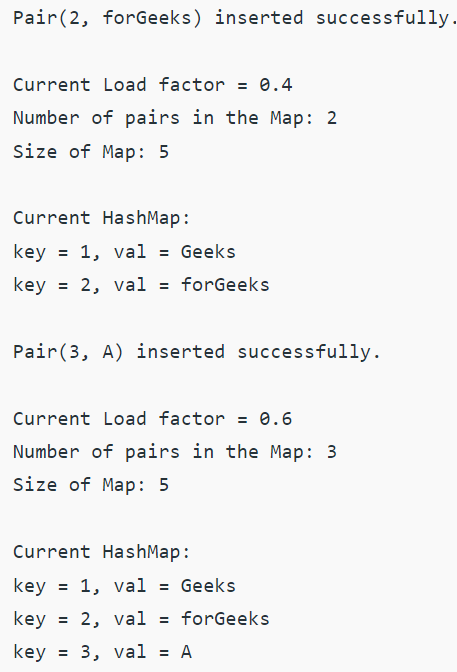 Pair(2, forGeeks) inserted successfully.
Current Load factor = 0.4
Number of pairs in the Map: 2
Size of Map: 5
Current HashMap:
key = 1, val = Geeks
key = 2, val = forGeeks
Pair(3, A) inserted successfully.
Current Load factor = 0.6
Number of pairs in the Map: 3
Size of Map: 5
Current HashMap:
key = 1, val = Geeks
key = 2, val = forGeeks
key = 3, val = A